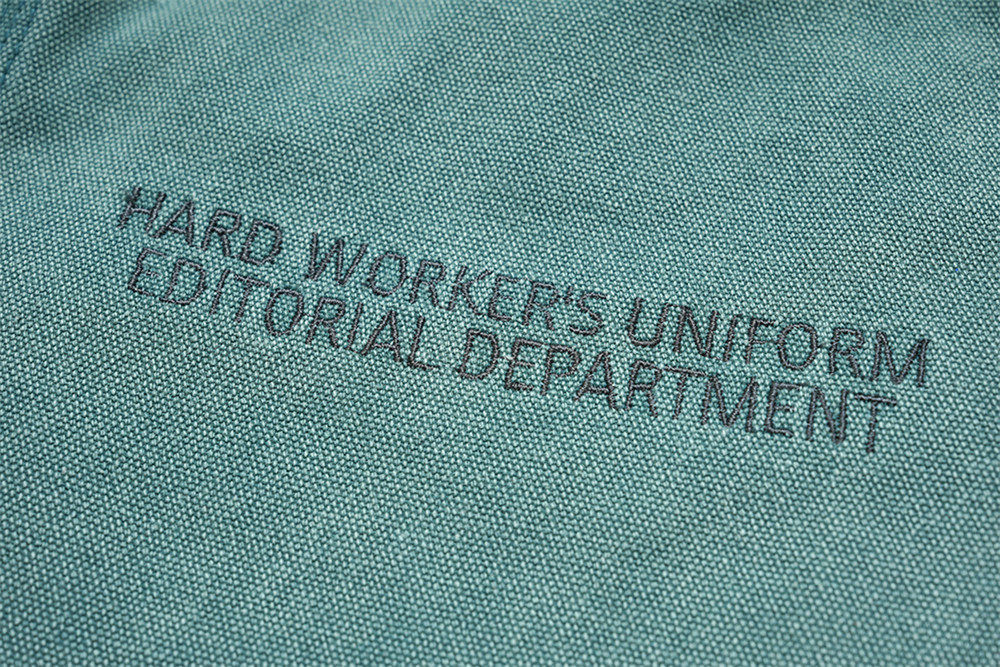 HARD WORKER'S UNIFORM
EDITORIAL DEPARTMENT